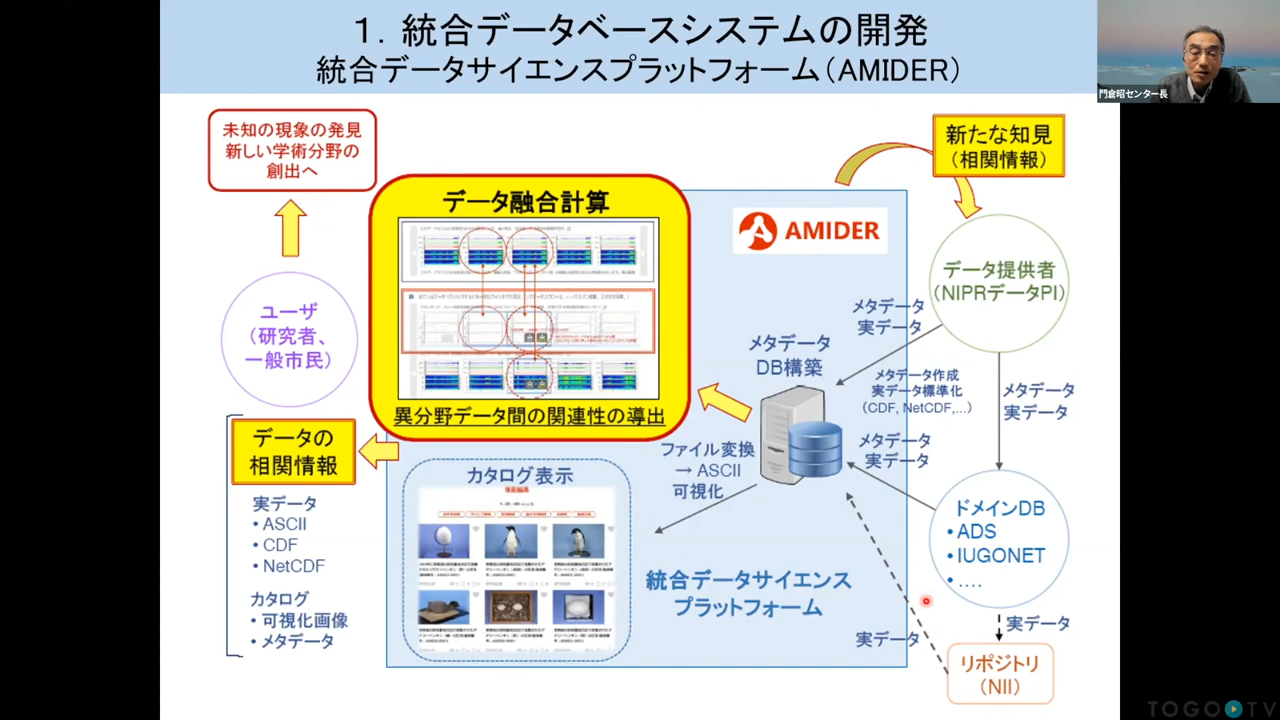 1. 統合データベースシステムの開発
統合データサイエンスプラットフォーム（AMIDER）
門倉昭センター長
未知の現象の発見
新しい学術分野の
創出へ
新たな知見
（相関情報）
データ融合計算
AMIDER
データ提供者
（NIPRデータPI）
ユーザ
（研究者、
一般市民）
メタデータ
実データ
メタデータ
DB構築
メタデータ作成
実データ標準化
（CDF, NetCDF,...）
メタデータ
実データ
異分野データ間の関連性の導出
データの
相関情報
ファイル変換
→ ASCII
可視化
メタデータ
実データ
カタログ表示
実データ
• ASCII
• CDF
• NetCDF
ドメインDB
• ADS
• IUGONET
• ....
統合データサイエンス
プラットフォーム
カタログ
• 可視化画像
• メタデータ
実データ
実データ
リポジトリ
（NII）
TOGO TV